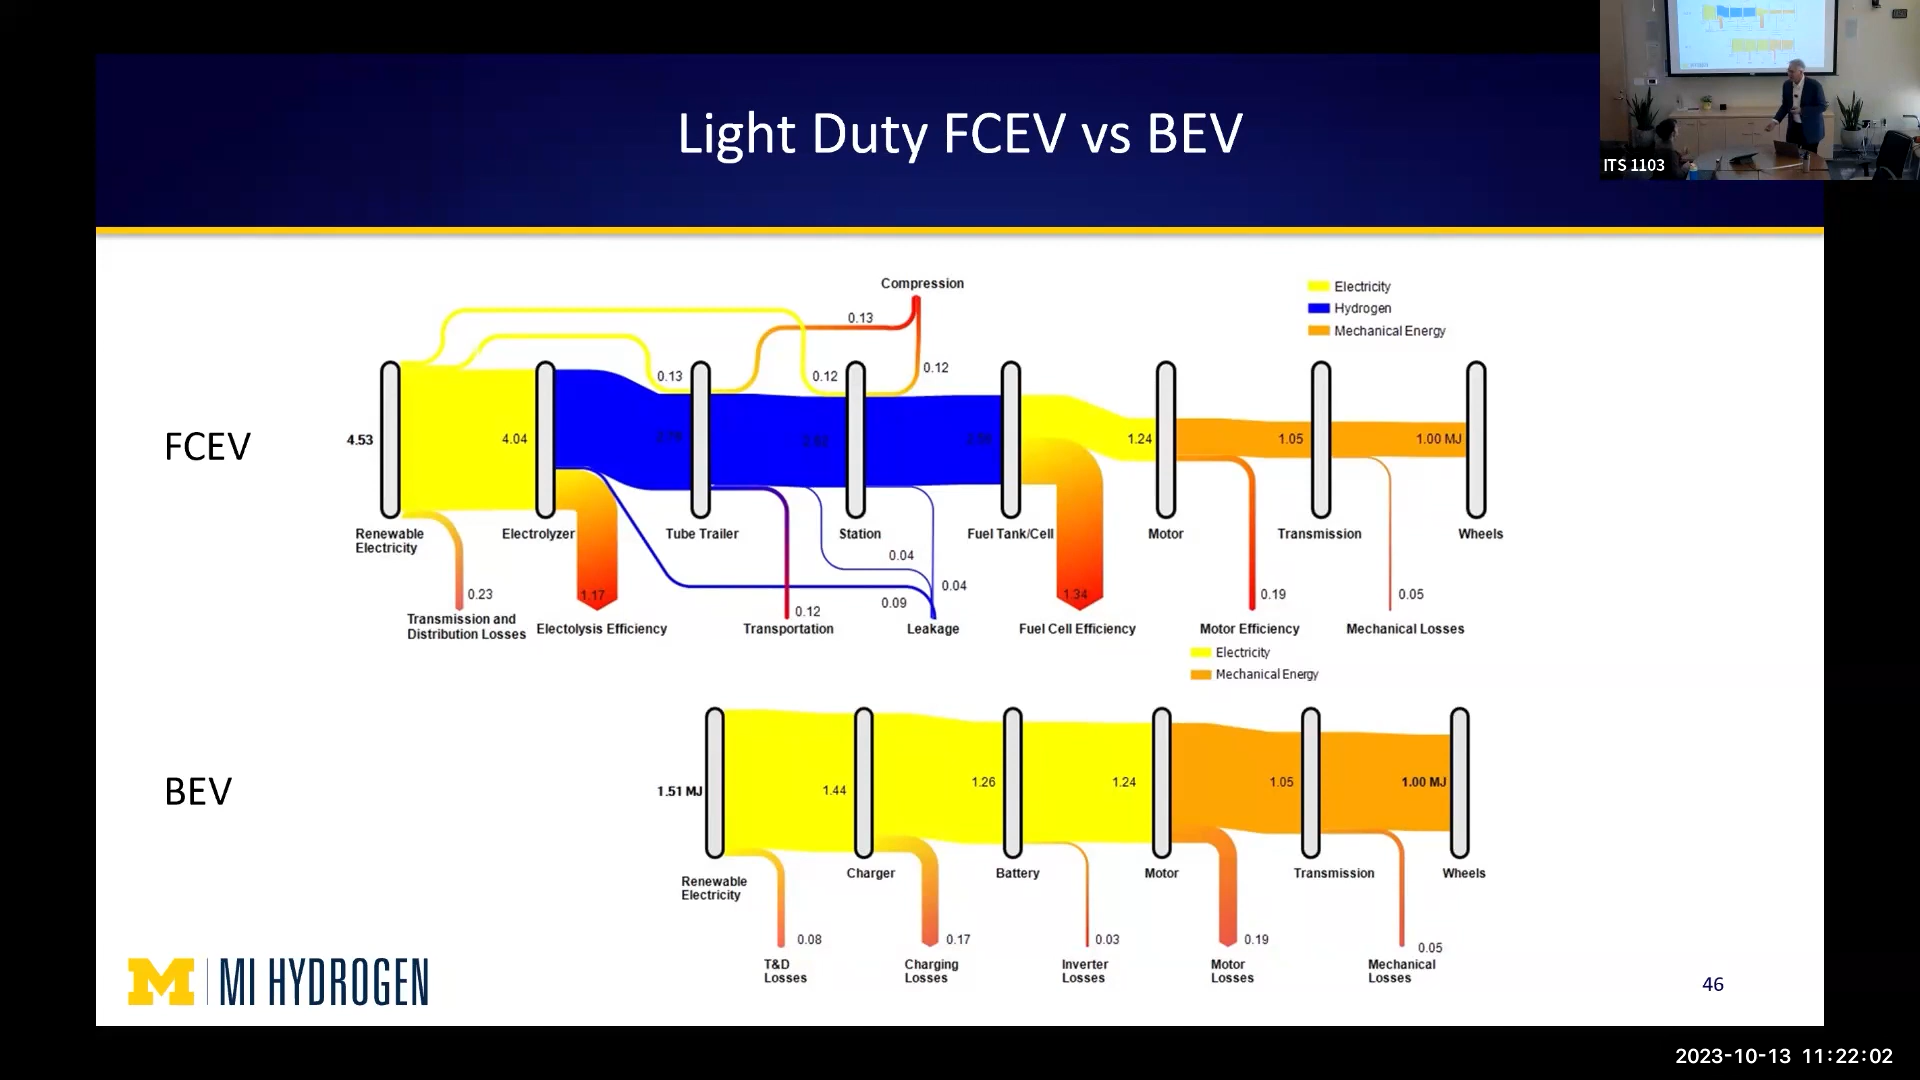 ITS 1103
Light Duty FCEV vs BEV
Compression
Electricity
Hydrogen
Mechanical Energy
0.13
0.12
0.13
0.12
FCEV
4.53
4.04
1.24
1.05
1.00 MJ
Renewable
Electricity
Electrolyzer
Tube Trailer
Station
Fuel Tank/Cell
Motor
Transmission
Wheels
0.04
0.04
0.23
1.17
0.09
0.12
1.34
0.19
0.05
Transmission and
Distribution Losses
Electolysis Efficiency
Transportation
Leakage
Fuel Cell Efficiency
Motor Efficiency
Mechanical Losses
Electricity
Mechanical Energy
BEV
1.51 MJ
1.44
1.26
1.24
1.05
1.00 MJ
Renewable
Electricity
Charger
Battery
Motor
Transmission
Wheels
0.08
0.17
0.03
0.19
0.05
T&D
Losses
Charging
Losses
Inverter
Losses
Motor
Losses
Mechanical
Losses
M | MI HYDROGEN
46
2023-10-13 11:22:02